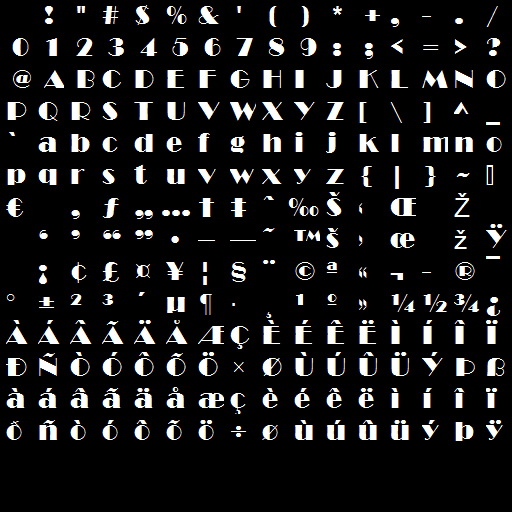 ! " # $ % & ' ( ) * + , - . /
0 1 2 3 4 5 6 7 8 9 : ; < = > ?
@ A B C D E F G H I J K L M N O
P Q R S T U V W X Y Z [ \ ] ^ _
` a b c d e f g h i j k l m n o
p q r s t u v w x y z { | } ~ ▯
€ ‚ ƒ „ … † ‡ ˆ ‰ Š ‹ Œ Ž
‘ ’ “ ” • – — ˜ ™ š › œ ž Ÿ
¡ ¢ £ ¤ ¥ ¦ § ¨ © ª « ¬ - ® ¯
° ± ² ³ ´ µ ¶ · ¸ ¹ º » ¼ ½ ¾ ¿
À Á Â Ã Ä Å Æ Ç È É Ê Ë Ì Í Î Ï
Ð Ñ Ò Ó Ô Õ Ö × Ø Ù Ú Û Ü Ý Þ ß
à á â ã ä å æ ç è é ê ë ì í î ï
ð ñ ò ó ô õ ö ÷ ø ù ú û ü ý þ ÿ